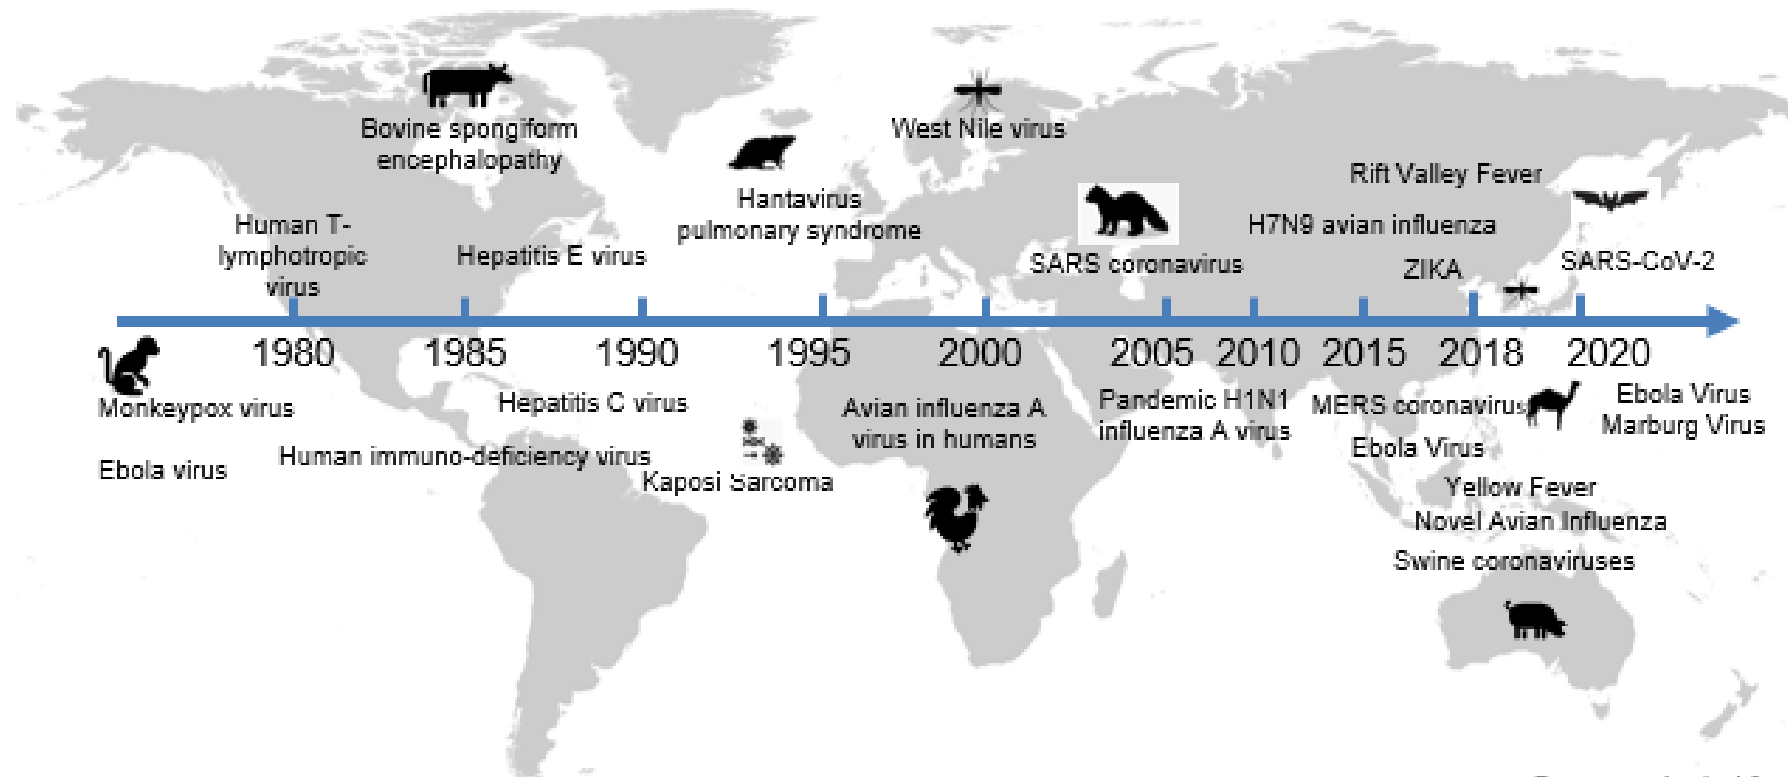 Bovine spongiform
encephalopathy
West Nile virus
Rift Valley Fever
Hantavirus
pulmonary syndrome
Human T-
lymphotropic
virus
Hepatitis E virus
H7N9 avian influenza
SARS coronavirus
ZIKA
SARS-CoV-2
1980
1985
1990
1995
2000
2005
2010
2015
2018
2020
Monkeypox virus
Ebola virus
Hepatitis C virus
Human immuno-deficiency virus
Kaposi Sarcoma
Avian influenza A
virus in humans
Pandemic H1N1
influenza A virus
MERS coronavirus
Ebola Virus
Ebola Virus
Marburg Virus
Yellow Fever
Novel Avian Influenza
Swine coronaviruses